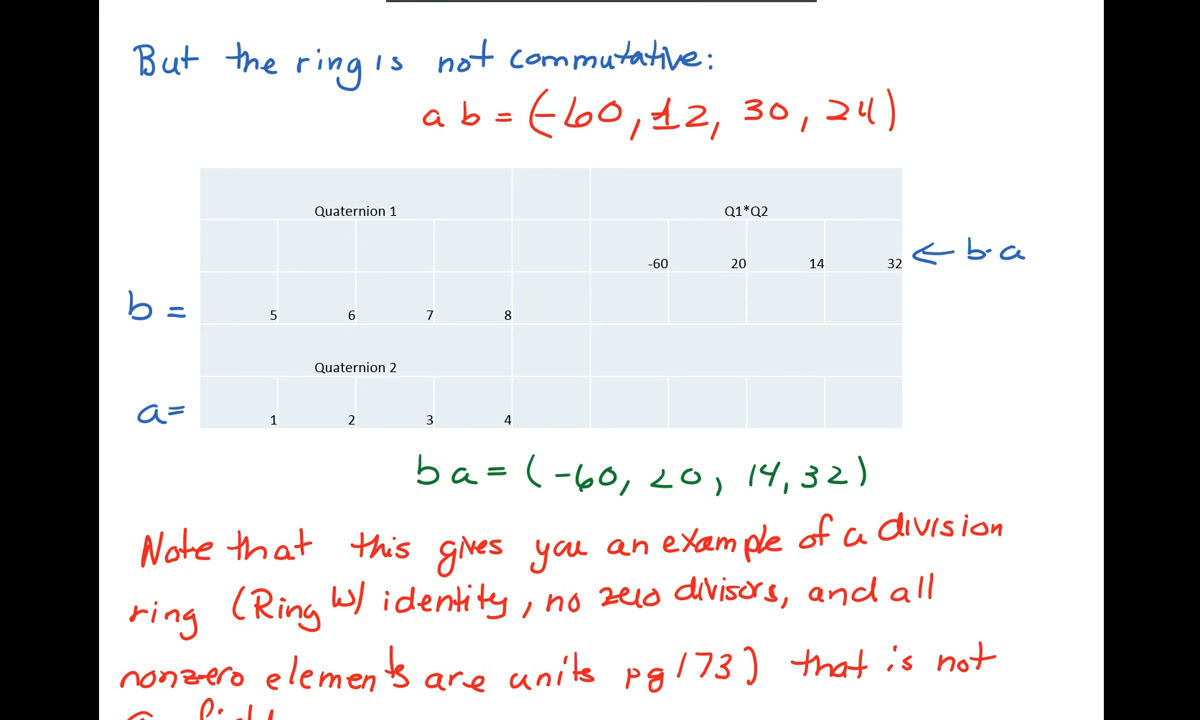 But the ring is not commutative:
a b = (-60, 12, 30, 24)
Quaternion 1 Q1*Q2
-60 20 14 32 ← b·a
b = 5 6 7 8
Quaternion 2
a= 1 2 3 4
ba = (-60, 20, 14, 32)
Note that this gives you an example of a division
ring (Ring w/ identity, no zero divisors, and all
nonzero elements are units pg 173) that is not